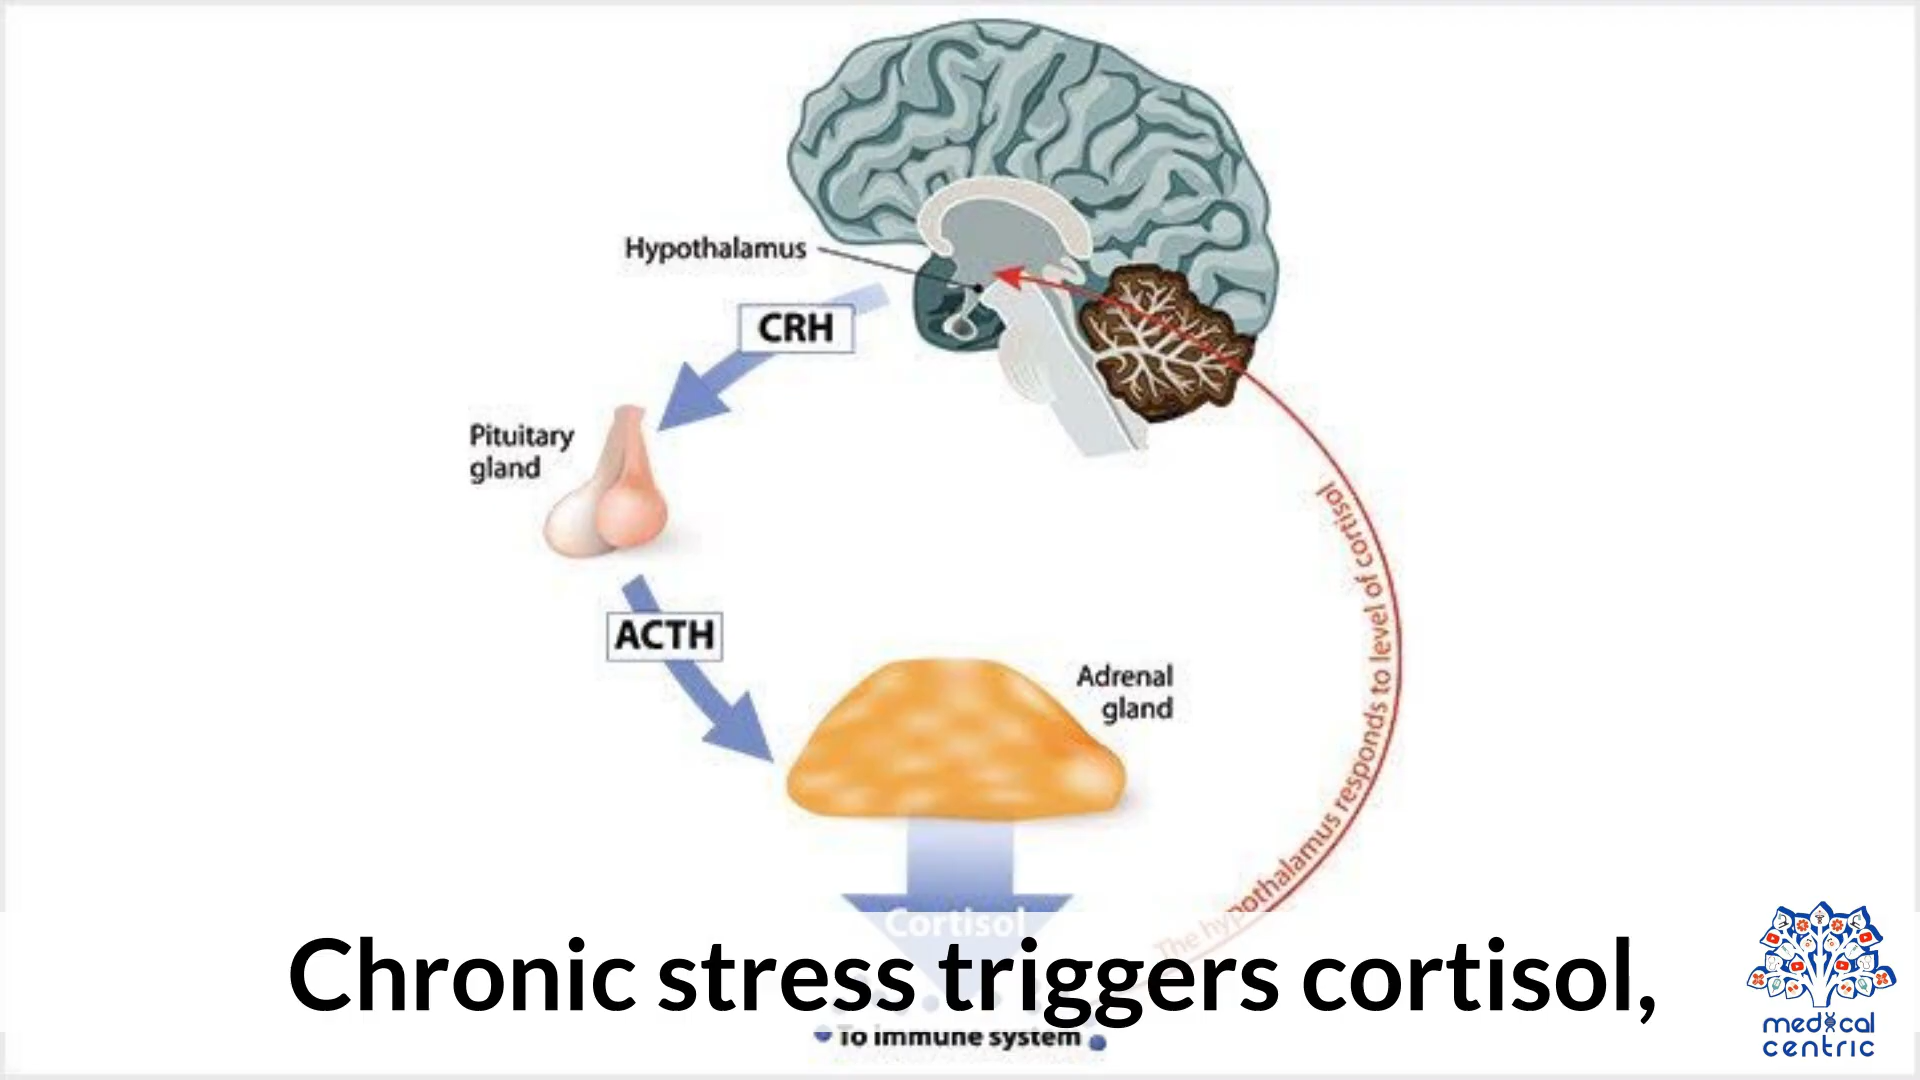 Hypothalamus
CRH
Pituitary
gland
ACTH
Adrenal
gland
The hypothalamus responds to level of cortisol
Cortisol
Chronic stress triggers cortisol,
To immune system
medical
centric